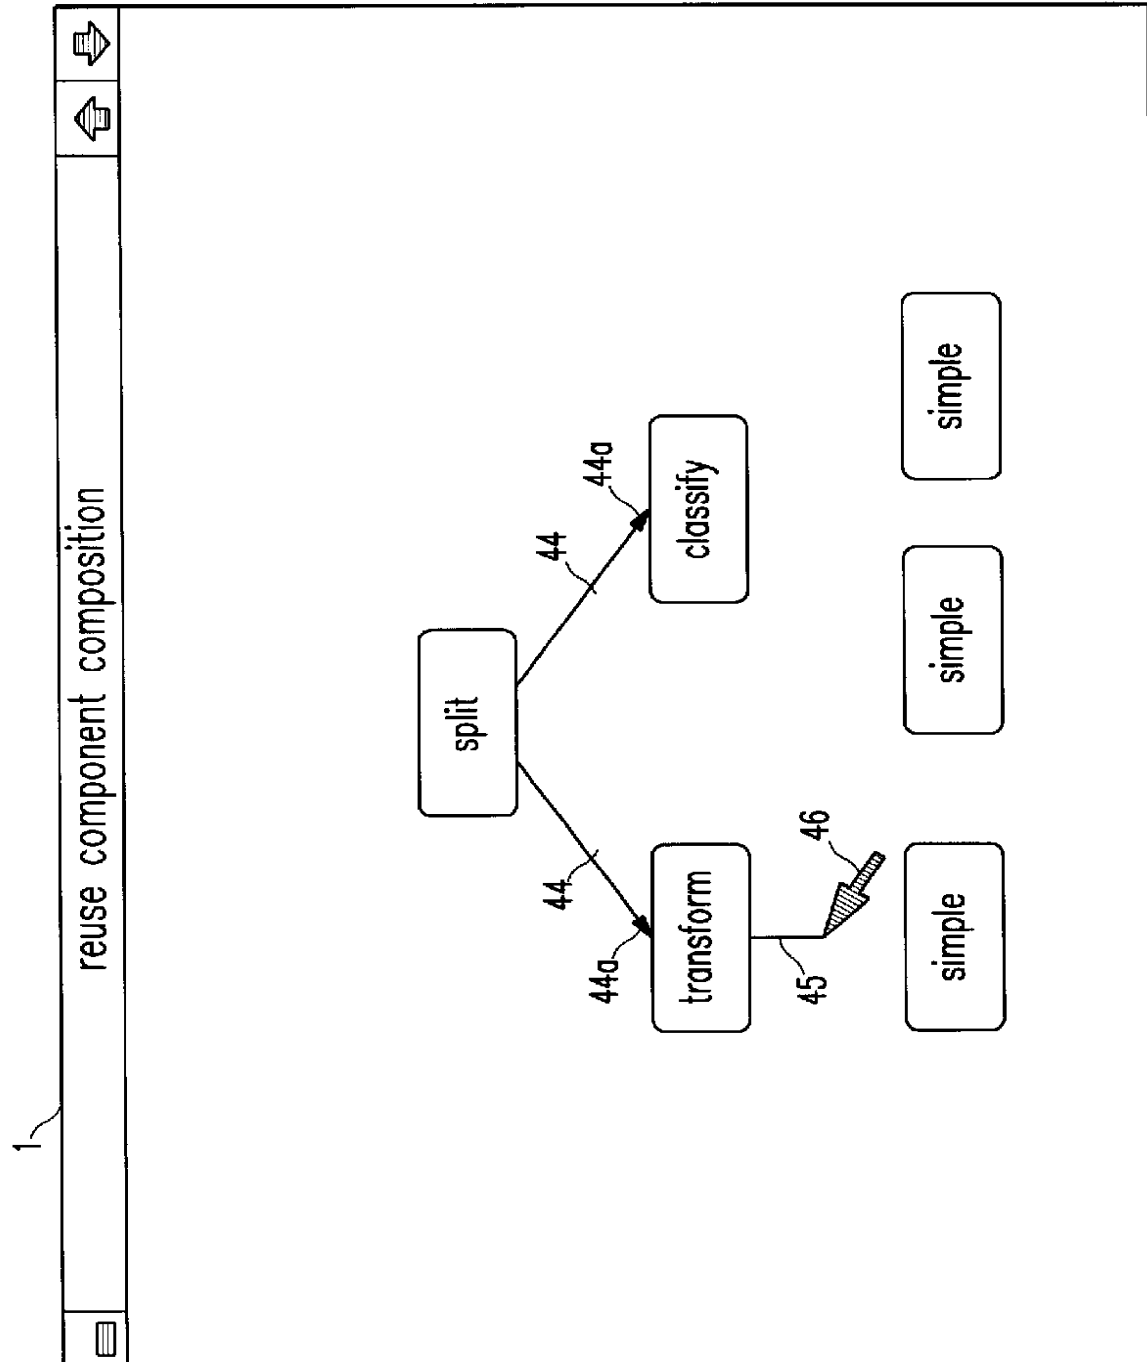 1
reuse component composition
split
44
44
44a
44a
transform
classify
45
46
simple
simple
simple